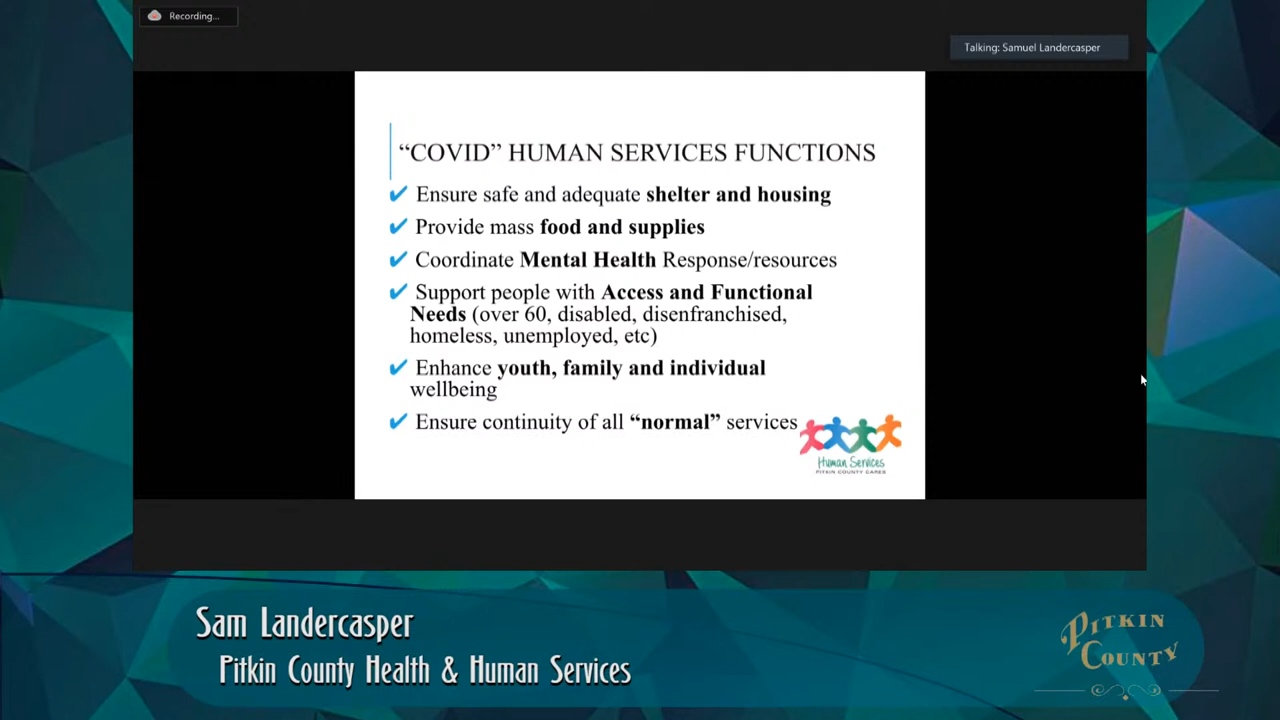 Recording...
Talking: Samuel Landercasper
“COVID” HUMAN SERVICES FUNCTIONS
✔ Ensure safe and adequate shelter and housing
✔ Provide mass food and supplies
✔ Coordinate Mental Health Response/resources
✔ Support people with Access and Functional
Needs (over 60, disabled, disenfranchised,
homeless, unemployed, etc)
✔ Enhance youth, family and individual
wellbeing
✔ Ensure continuity of all “normal” services
Human Services
PITKIN COUNTY CARES
Sam Landercasper
Pitkin County Health & Human Services
PITKIN
COUNTY